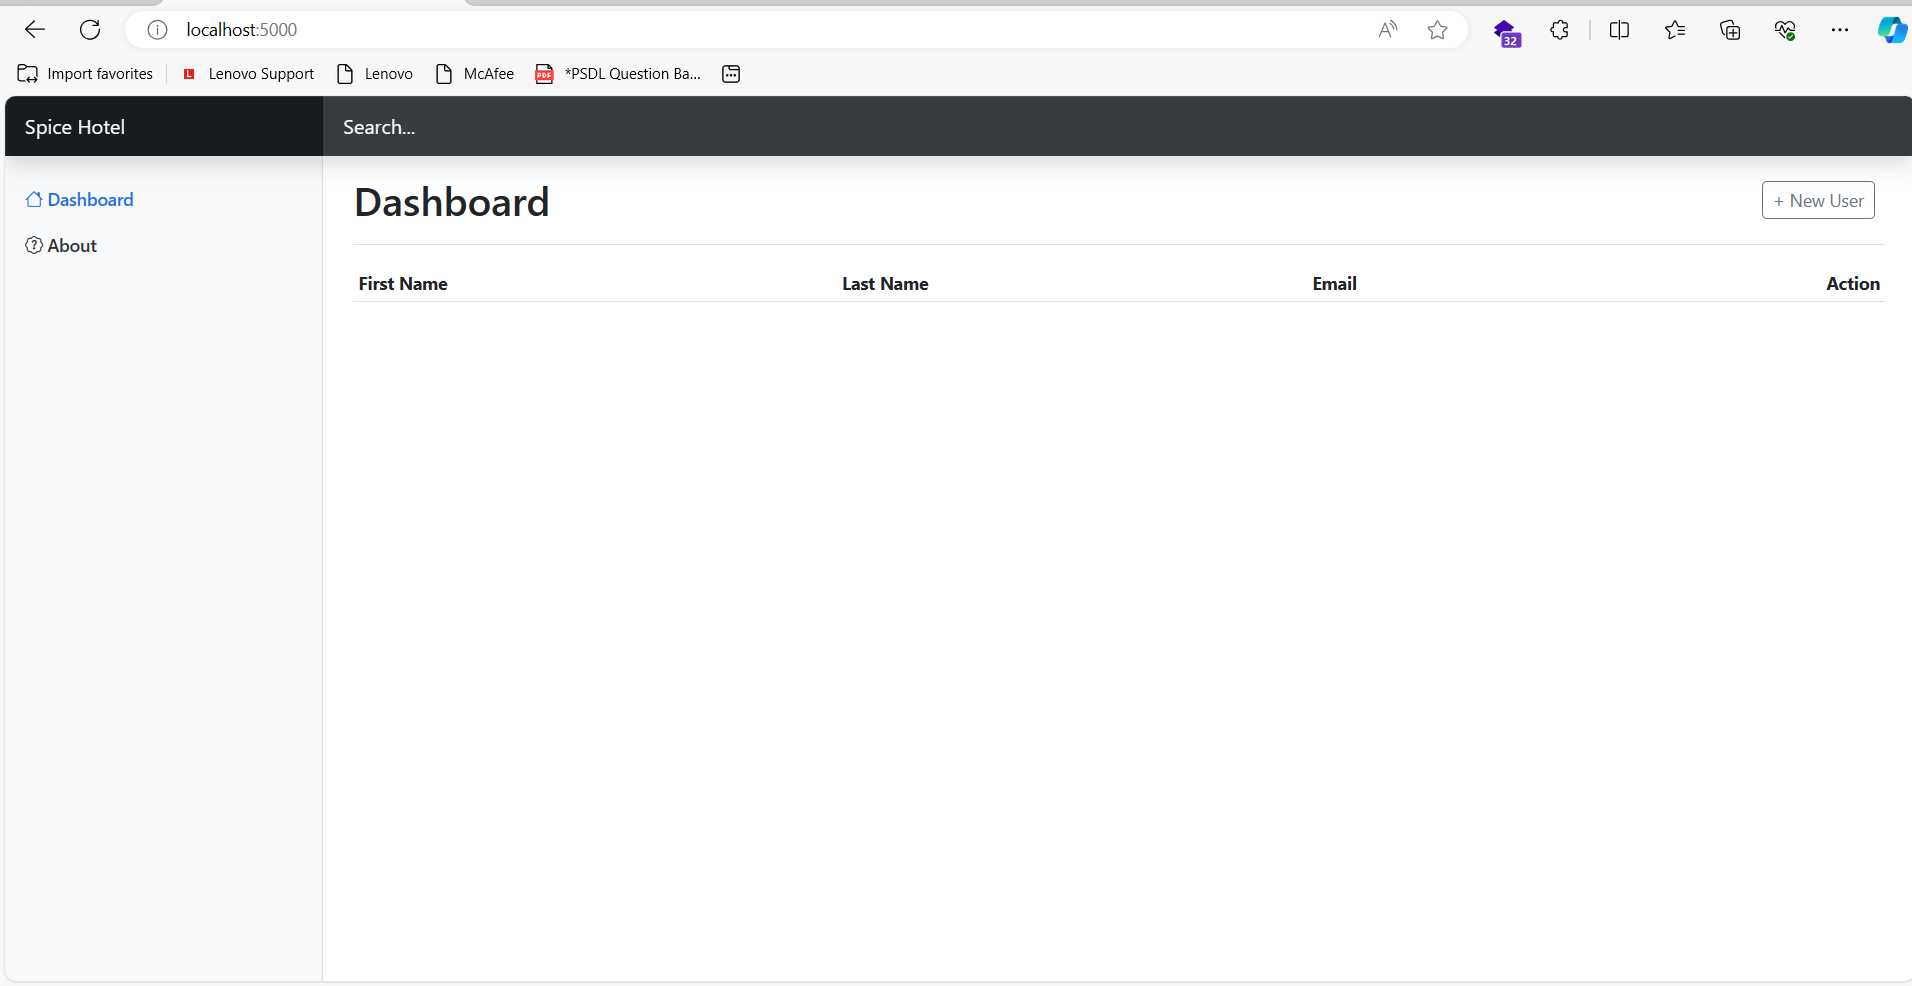 localhost:5000
32
Import favorites
L Lenovo Support
Lenovo
McAfee
PDF *PSDL Question Ba...
Spice Hotel
Search...
Dashboard
About
Dashboard
+ New User
First Name Last Name Email Action